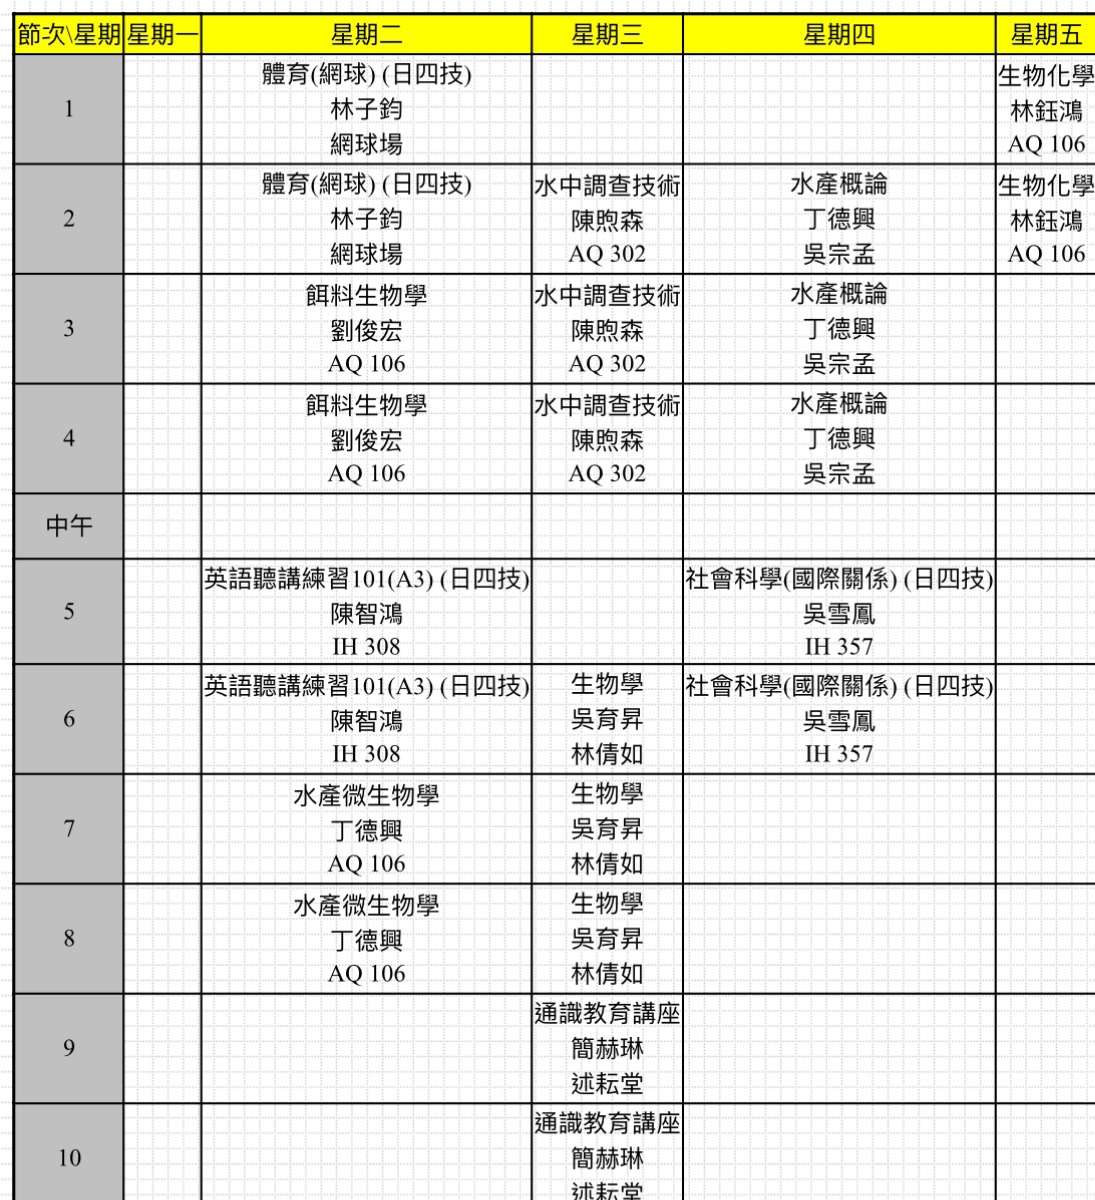 節次\星期 星期一 星期二 星期三 星期四 星期五
1
體育(網球) (日四技)
林子鈞
網球場
生物化學
林鈺鴻
AQ 106
2
體育(網球) (日四技)
林子鈞
網球場
水中調查技術
陳煦森
AQ 302
水產概論
丁德興
吳宗孟
生物化學
林鈺鴻
AQ 106
3
餌料生物學
劉俊宏
AQ 106
水中調查技術
陳煦森
AQ 302
水產概論
丁德興
吳宗孟
4
餌料生物學
劉俊宏
AQ 106
水中調查技術
陳煦森
AQ 302
水產概論
丁德興
吳宗孟
中午
5
英語聽講練習101(A3) (日四技)
陳智鴻
IH 308
社會科學(國際關係) (日四技)
吳雪鳳
IH 357
6
英語聽講練習101(A3) (日四技)
陳智鴻
IH 308
生物學
吳育昇
林倩如
社會科學(國際關係) (日四技)
吳雪鳳
IH 357
7
水產微生物學
丁德興
AQ 106
生物學
吳育昇
林倩如
8
水產微生物學
丁德興
AQ 106
生物學
吳育昇
林倩如
9
通識教育講座
簡赫琳
述耘堂
10
通識教育講座
簡赫琳
述耘堂